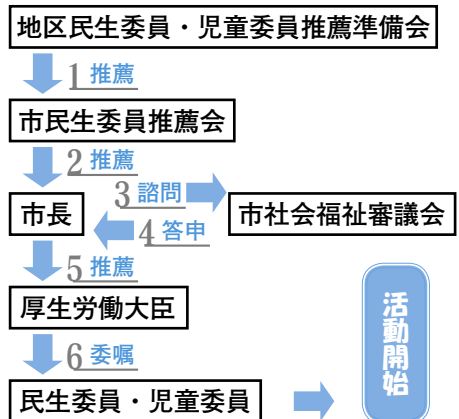 地区民生委員・児童委員推薦準備会
1 推薦
市民生委員推薦会
2 推薦
3 諮問
市長
市社会福祉審議会
4 答申
5 推薦
厚生労働大臣
6 委嘱
民生委員・児童委員
活動開始